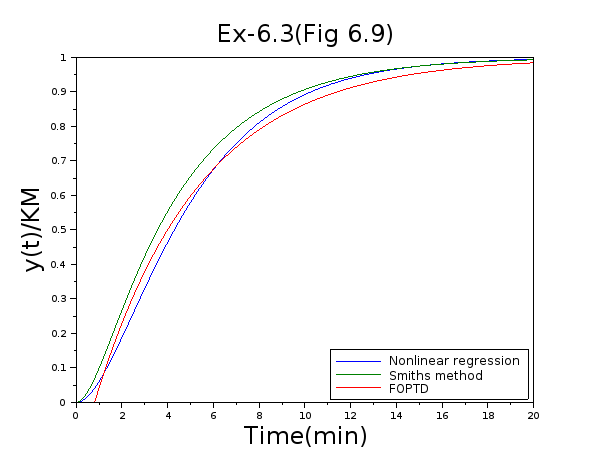 Ex-6.3(Fig 6.9)
1
0.9
0.8
0.7
0.6
0.5
0.4
0.3
0.2
0.1
0
y(t)/KM
Nonlinear regression
Smiths method
FOPTD
0 2 4 6 8 10 12 14 16 18 20
Time(min)